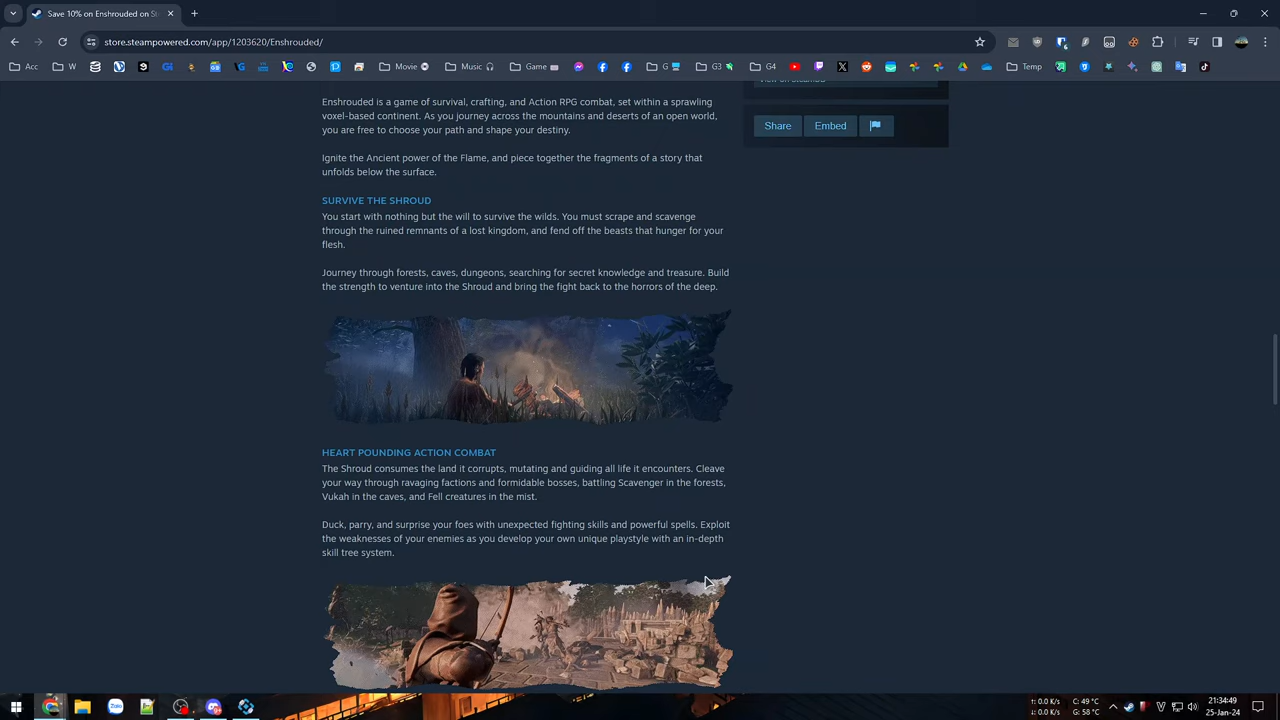 Save 10% on Enshrouded on St
store.steampowered.com/app/1203620/Enshrouded/
Acc
W
Movie
Music
Game
G
G3
G4
Temp
Enshrouded is a game of survival, crafting, and Action RPG combat, set within a sprawling
voxel-based continent. As you journey across the mountains and deserts of an open world,
you are free to choose your path and shape your destiny.
Share
Embed
Ignite the Ancient power of the Flame, and piece together the fragments of a story that
unfolds below the surface.
SURVIVE THE SHROUD
You start with nothing but the will to survive the wilds. You must scrape and scavenge
through the ruined remnants of a lost kingdom, and fend off the beasts that hunger for your
flesh.
Journey through forests, caves, dungeons, searching for secret knowledge and treasure. Build
the strength to venture into the Shroud and bring the fight back to the horrors of the deep.
HEART POUNDING ACTION COMBAT
The Shroud consumes the land it corrupts, mutating and guiding all life it encounters. Cleave
your way through ravaging factions and formidable bosses, battling Scavenger in the forests,
Vukah in the caves, and Fell creatures in the mist.
Duck, parry, and surprise your foes with unexpected fighting skills and powerful spells. Exploit
the weaknesses of your enemies as you develop your own unique playstyle with an in-depth
skill tree system.
Zalo
↑: 0.0 K/s
↓: 0.0 K/s
C: 49 °C
G: 58 °C
V
21:34:49
25-Jan-24